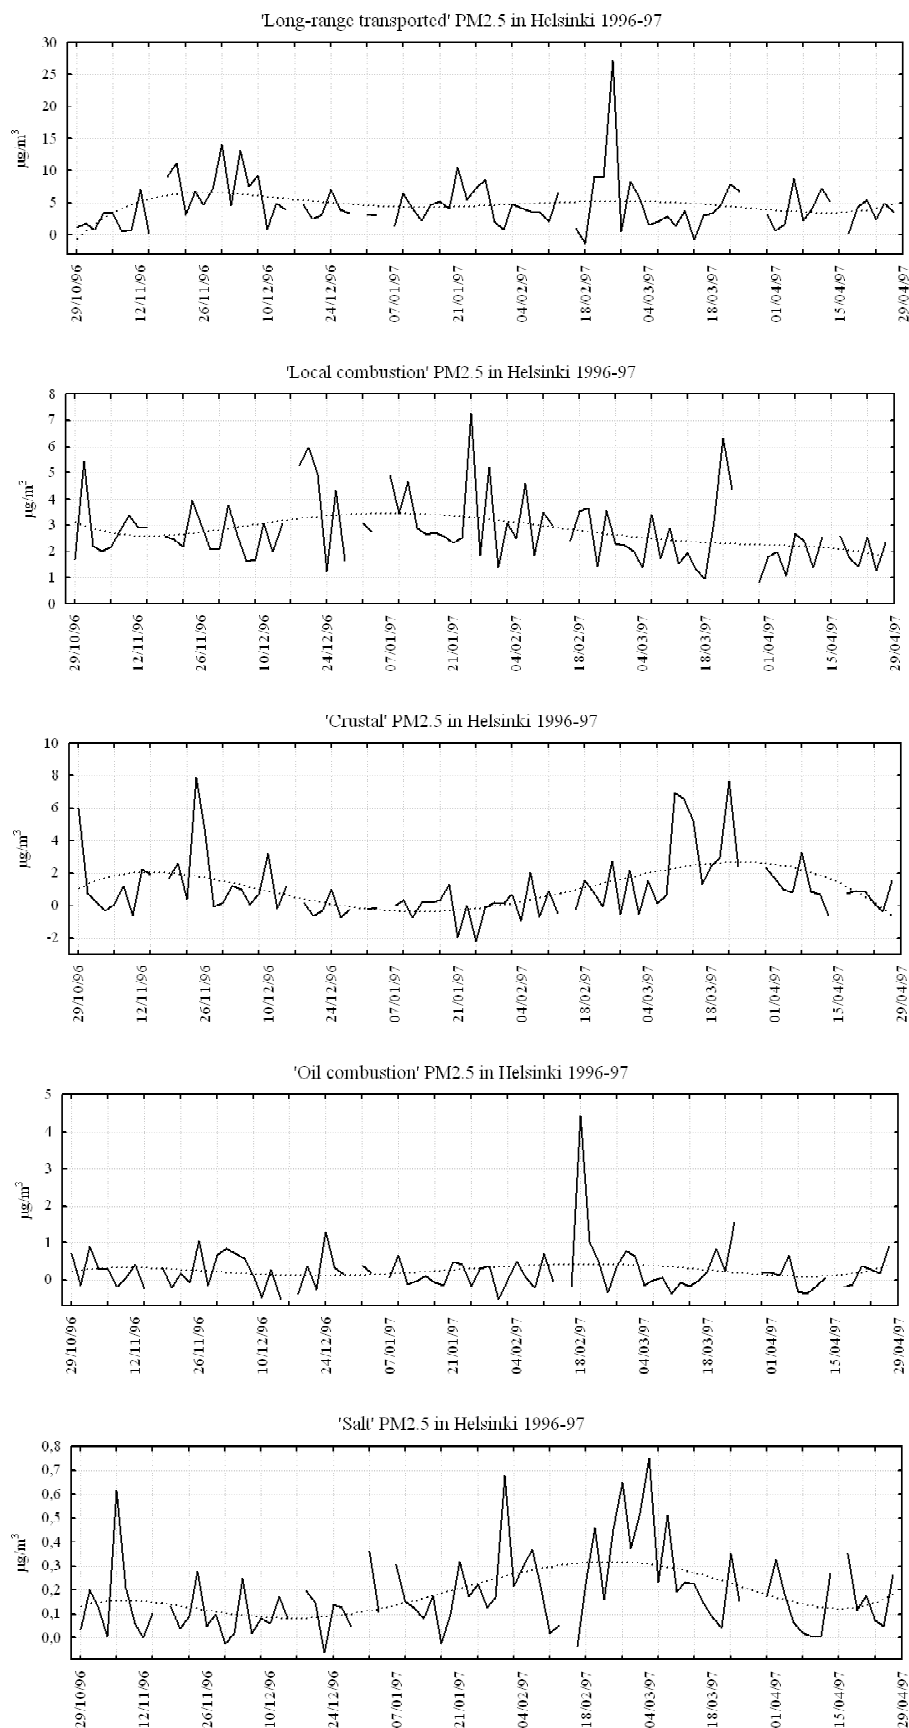 'Long-range transported' PM2.5 in Helsinki 1996-97
30
25
20
15
10
5
0
µg/m³
29/10/96 12/11/96 26/11/96 10/12/96 24/12/96 07/01/97 21/01/97 04/02/97 18/02/97 04/03/97 18/03/97 01/04/97 15/04/97 29/04/97
'Local combustion' PM2.5 in Helsinki 1996-97
8
7
6
5
4
3
2
1
0
µg/m³
29/10/96 12/11/96 26/11/96 10/12/96 24/12/96 07/01/97 21/01/97 04/02/97 18/02/97 04/03/97 18/03/97 01/04/97 15/04/97 29/04/97
'Crustal' PM2.5 in Helsinki 1996-97
10
8
6
4
2
0
-2
µg/m³
29/10/96 12/11/96 26/11/96 10/12/96 24/12/96 07/01/97 21/01/97 04/02/97 18/02/97 04/03/97 18/03/97 01/04/97 15/04/97 29/04/97
'Oil combustion' PM2.5 in Helsinki 1996-97
5
4
3
2
1
0
µg/m³
29/10/96 12/11/96 26/11/96 10/12/96 24/12/96 07/01/97 21/01/97 04/02/97 18/02/97 04/03/97 18/03/97 01/04/97 15/04/97 29/04/97
'Salt' PM2.5 in Helsinki 1996-97
0,8
0,7
0,6
0,5
0,4
0,3
0,2
0,1
0,0
µg/m³
29/10/96 12/11/96 26/11/96 10/12/96 24/12/96 07/01/97 21/01/97 04/02/97 18/02/97 04/03/97 18/03/97 01/04/97 15/04/97 29/04/97